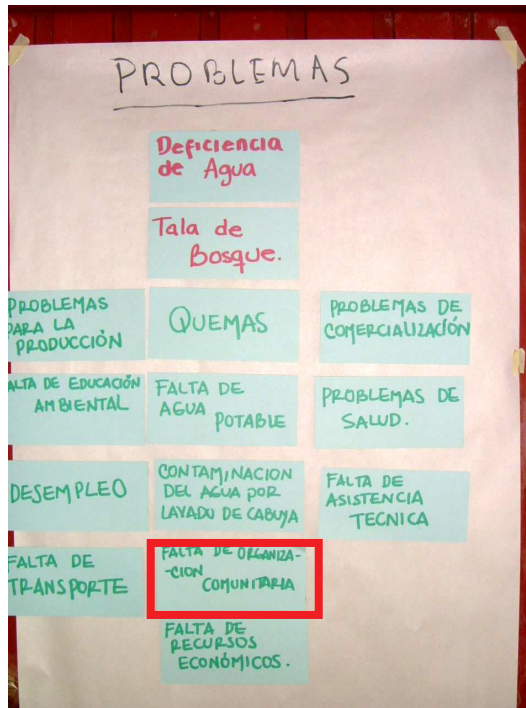 PROBLEMAS
Deficiencia
de Agua
Tala de
Bosque.
PROBLEMAS
PARA LA
PRODUCCIÓN
QUEMAS
PROBLEMAS DE
COMERCIALIZACIÓN
FALTA DE EDUCACIÓN
AMBIENTAL
FALTA DE
AGUA
POTABLE
PROBLEMAS DE
SALUD.
DESEMPLEO
CONTAMINACION
DEL AGUA POR
LAVADO DE CABUYA
FALTA DE
ASISTENCIA
TECNICA
FALTA DE
TRANSPORTE
FALTA DE ORGANIZA-
-CION
COMUNITARIA
FALTA DE
RECURSOS
ECONÓMICOS.